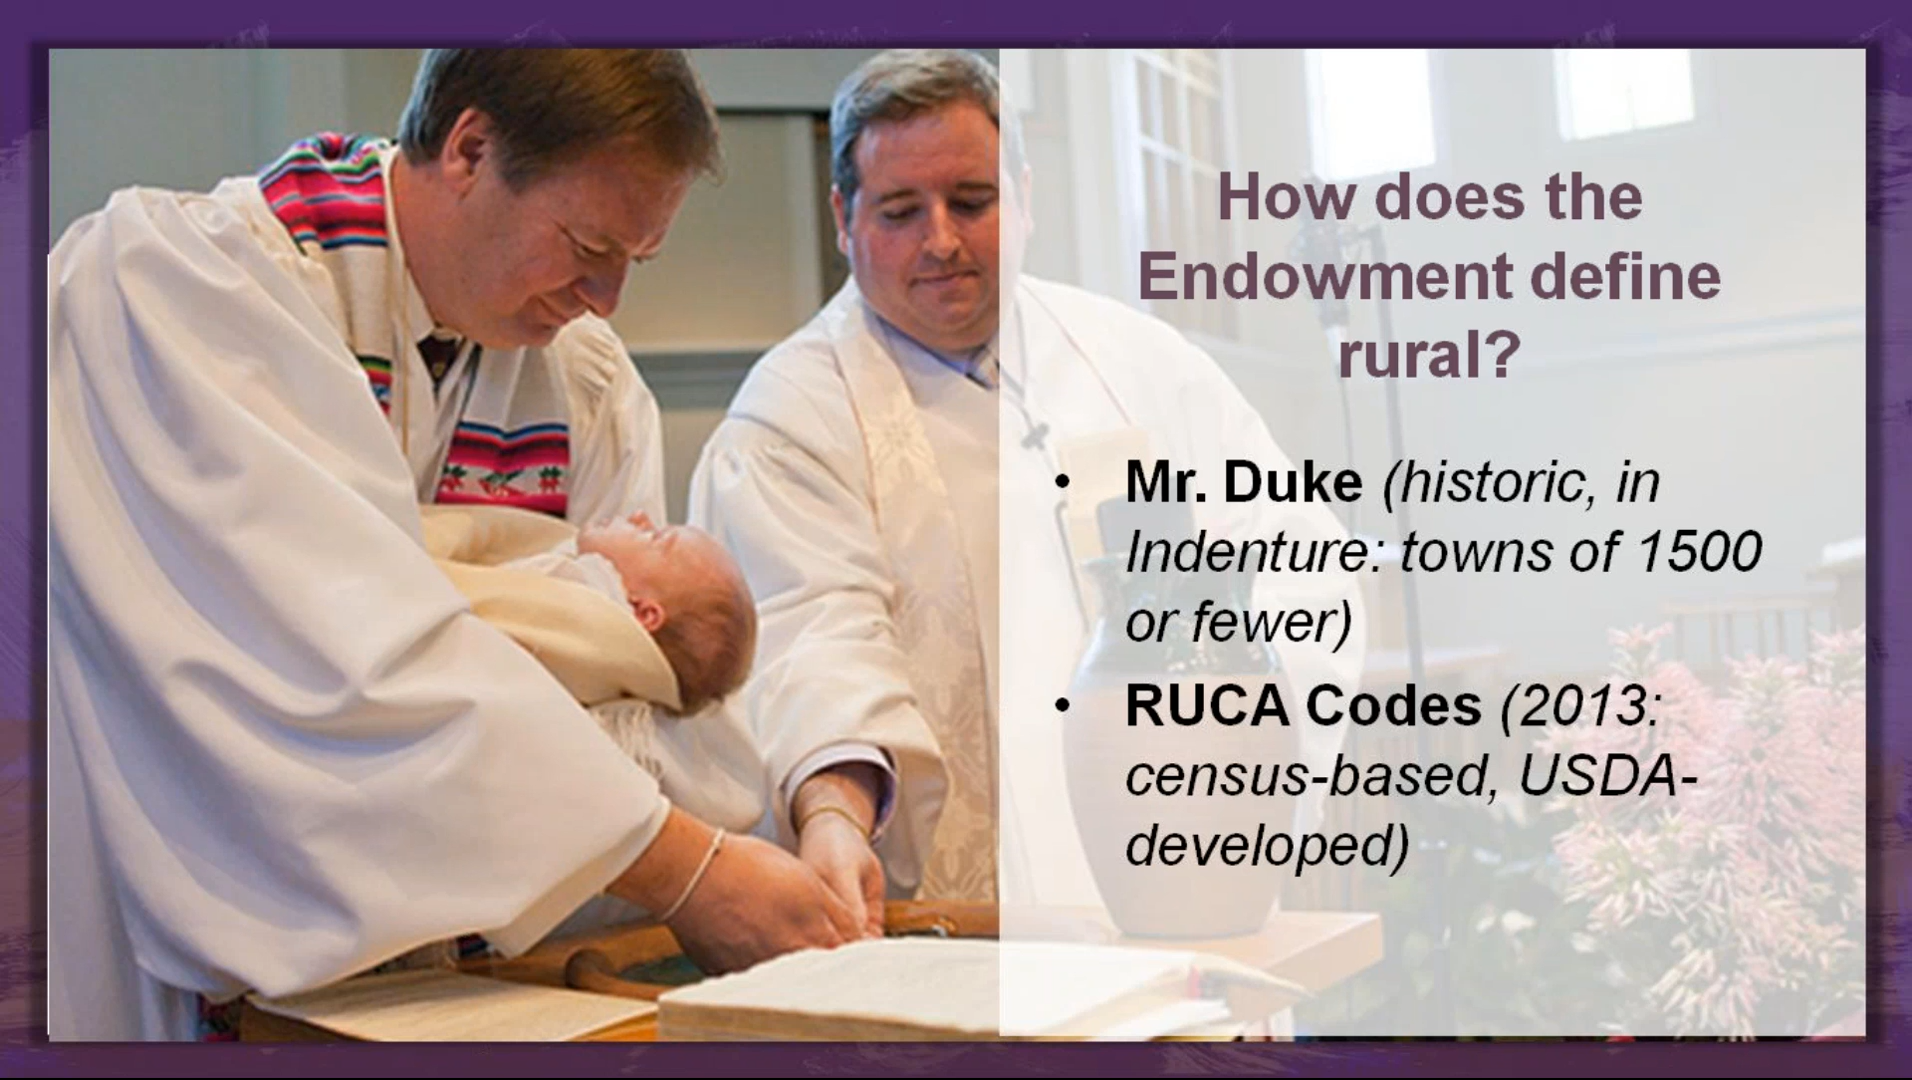 How does the
Endowment define
rural?
• Mr. Duke (historic, in
Indenture: towns of 1500
or fewer)
• RUCA Codes (2013:
census-based, USDA-
developed)